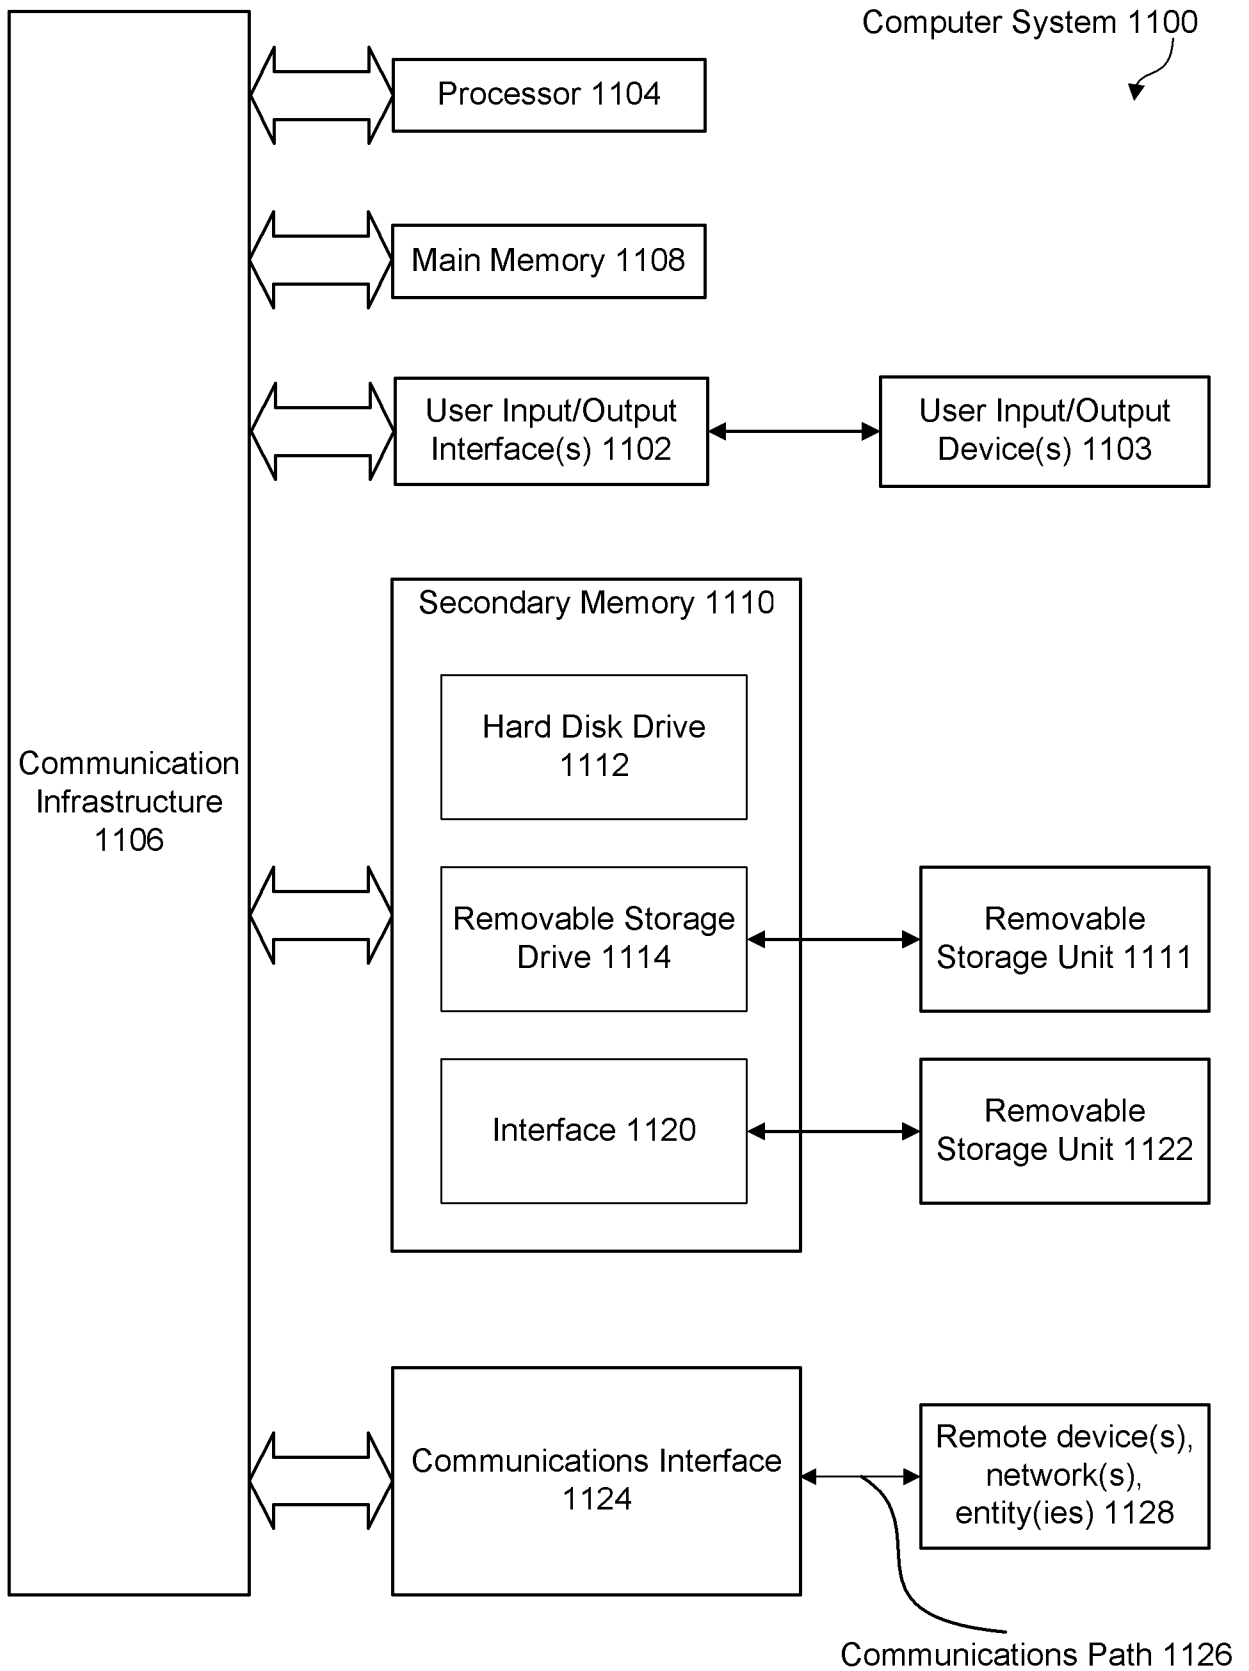 Computer System 1100
Processor 1104
Main Memory 1108
User Input/Output
Interface(s) 1102
User Input/Output
Device(s) 1103
Secondary Memory 1110
Hard Disk Drive
1112
Communication
Infrastructure
1106
Removable Storage
Drive 1114
Removable
Storage Unit 1111
Interface 1120
Removable
Storage Unit 1122
Communications Interface
1124
Remote device(s),
network(s),
entity(ies) 1128
Communications Path 1126